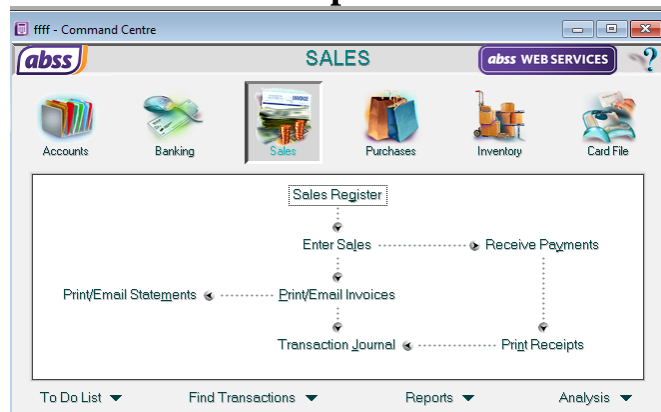 ffff - Command Centre
abss
SALES
abss WEB SERVICES
?
Accounts
Banking
Sales
Purchases
Inventory
Card File
Sales Register
Enter Sales
Receive Payments
Print/Email Statements
Print/Email Invoices
Transaction Journal
Print Receipts
To Do List
Find Transactions
Reports
Analysis